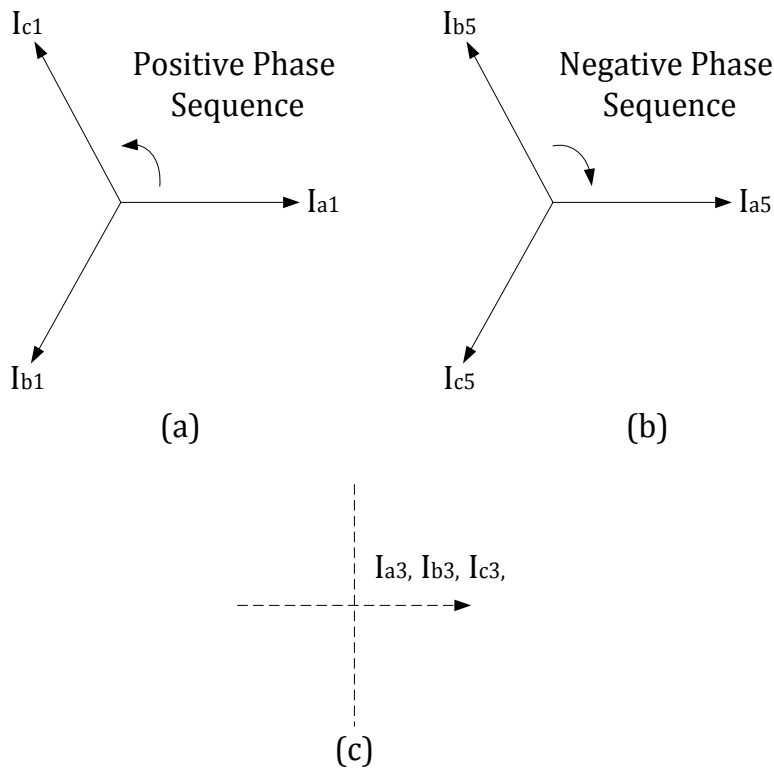 Ic1
Positive Phase
Sequence
Ia1
Ib1
(a)
Ib5
Negative Phase
Sequence
Ia5
Ic5
(b)
Ia3, Ib3, Ic3,
(c)